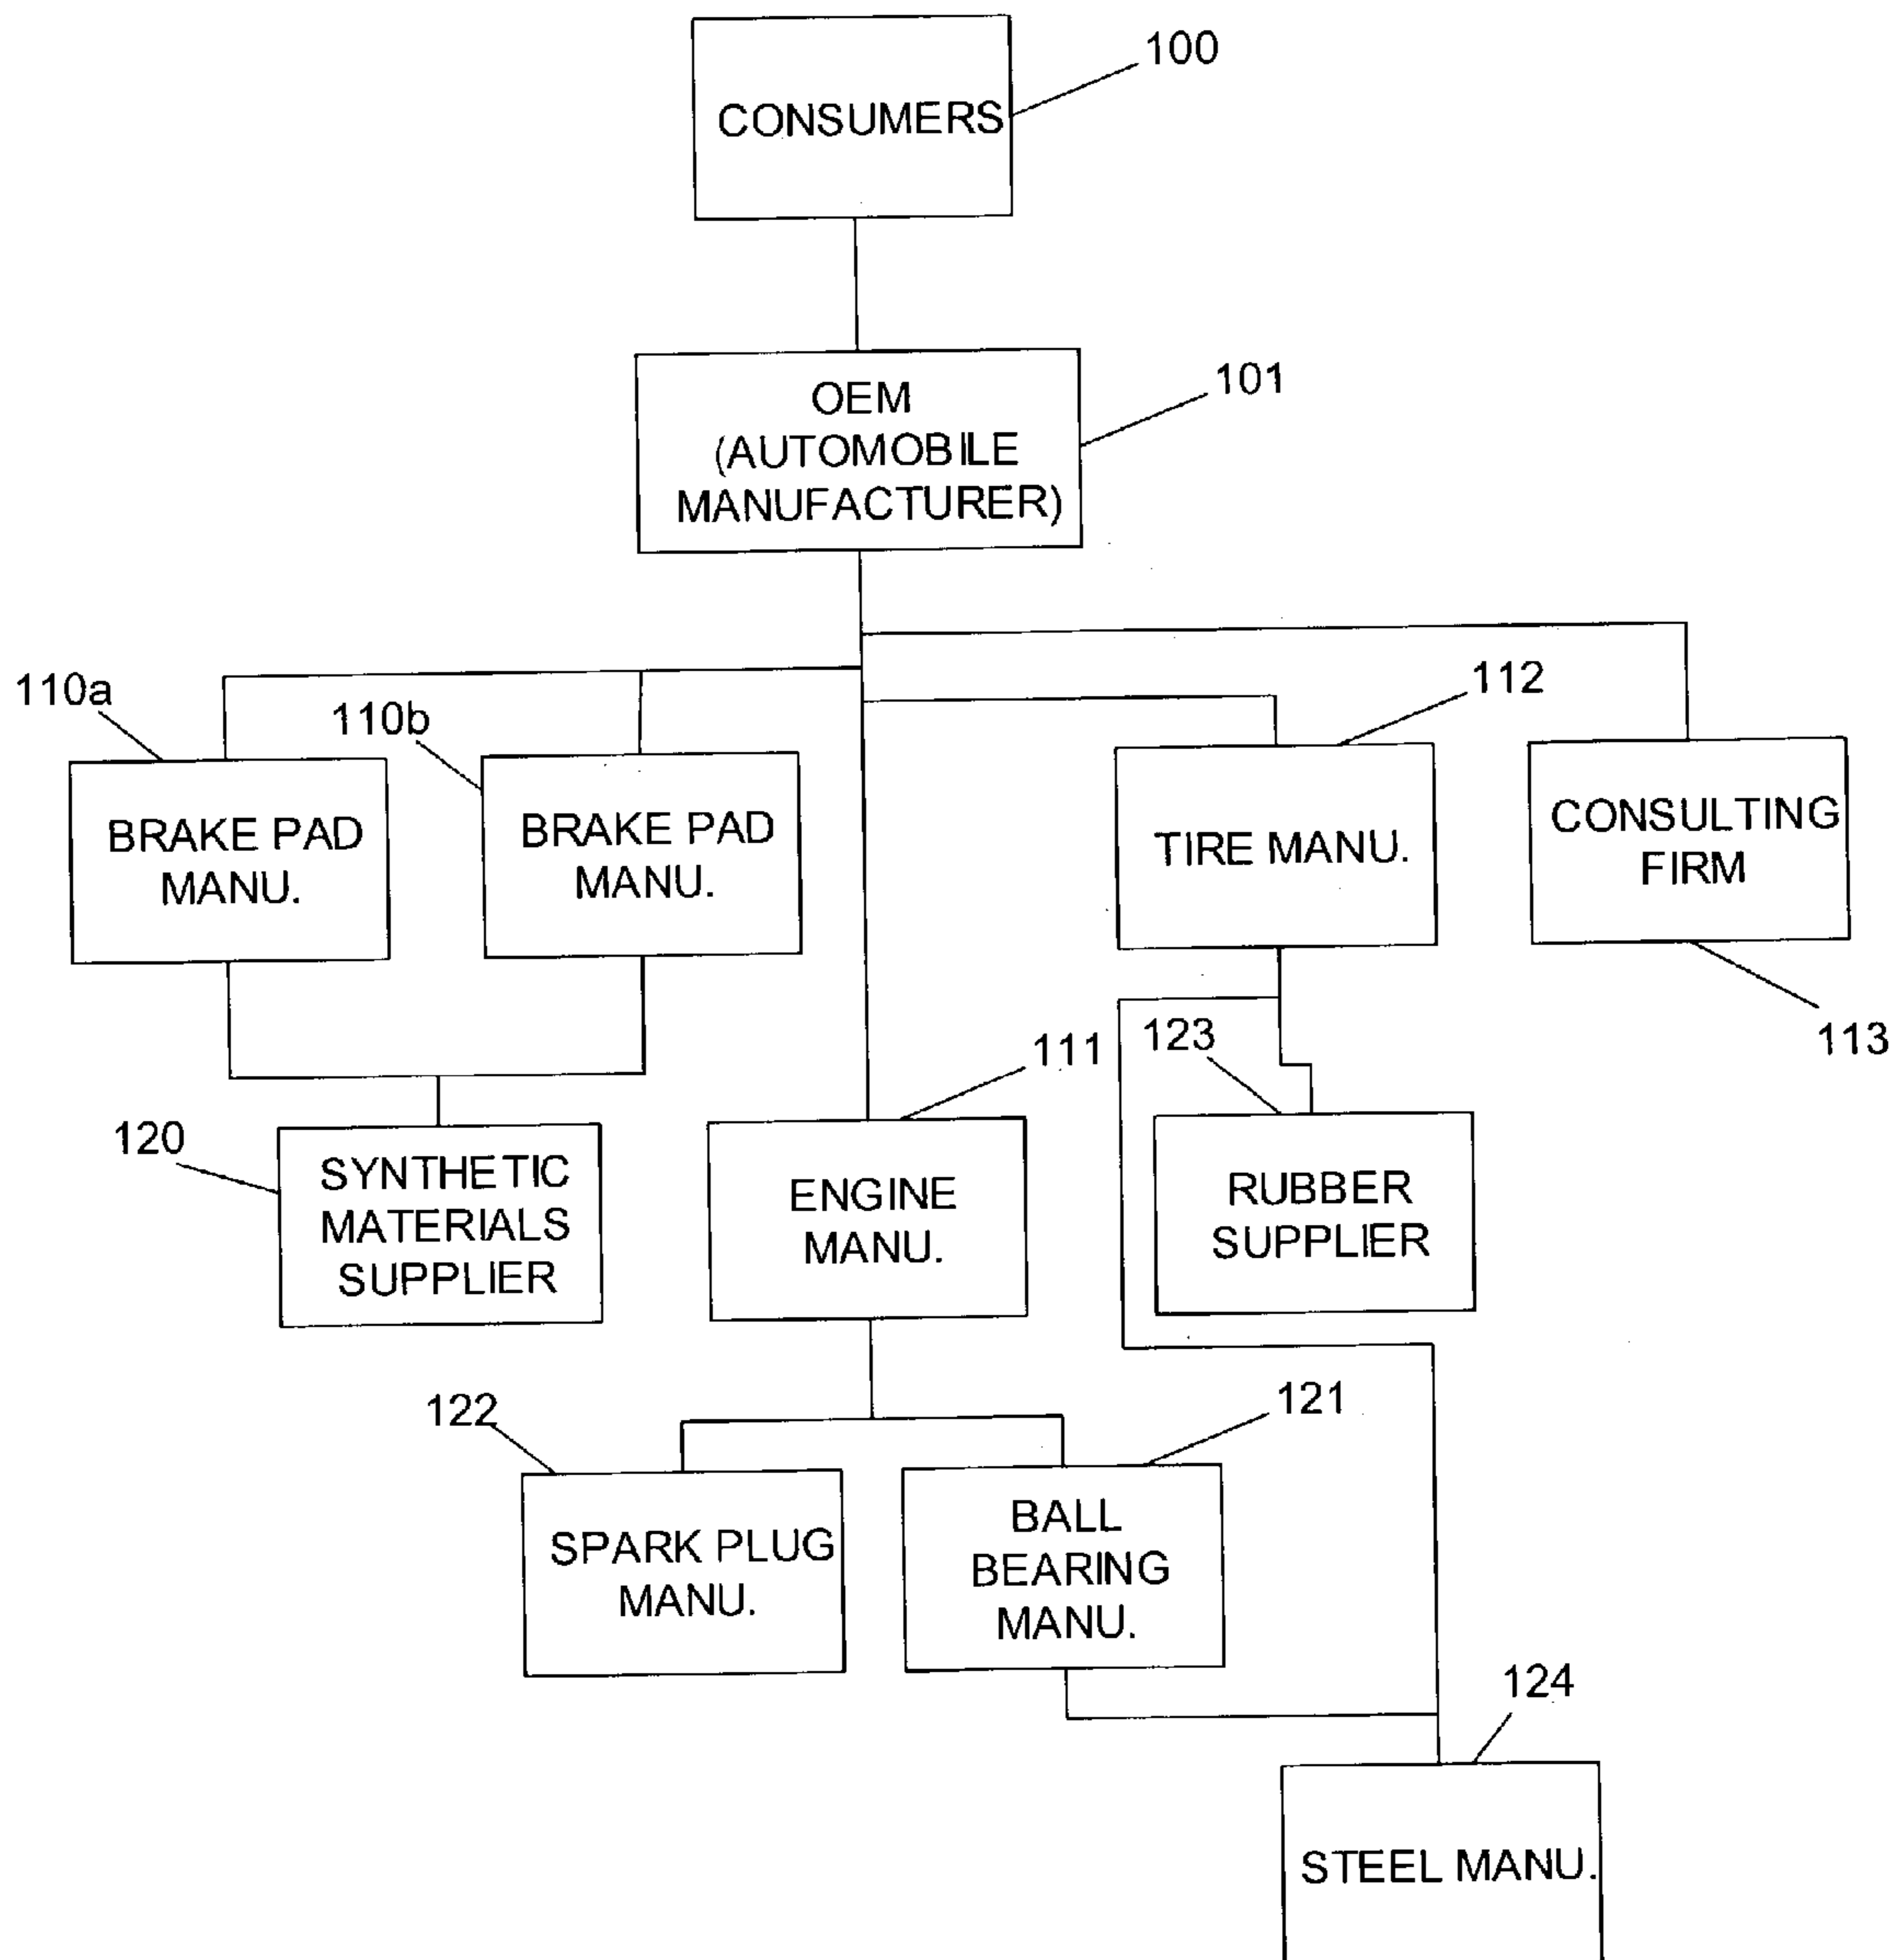 100
CONSUMERS
101
OEM
(AUTOMOBILE
MANUFACTURER)
110a
110b
112
BRAKE PAD
MANU.
BRAKE PAD
MANU.
TIRE MANU.
CONSULTING
FIRM
113
111
123
120
SYNTHETIC
MATERIALS
SUPPLIER
ENGINE
MANU.
RUBBER
SUPPLIER
122
121
SPARK PLUG
MANU.
BALL
BEARING
MANU.
124
STEEL MANU.